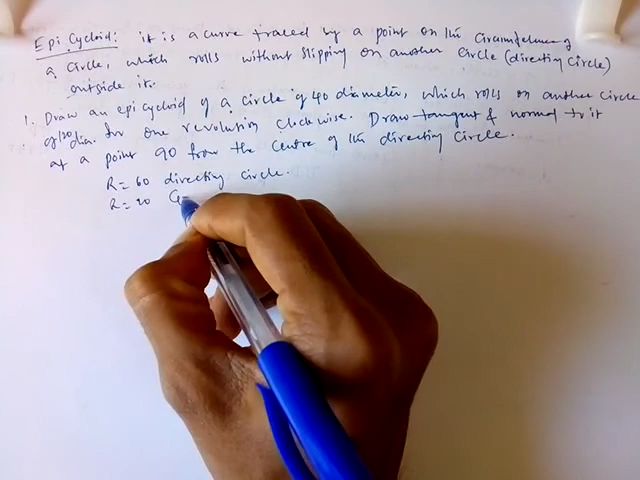 Epi Cycloid: it is a curve traced by a point on the circumference of
a circle, which rolls without slipping on another circle (directing circle)
outside it.
1. Draw an epicycloid of a circle of 40 diameter, which rolls on another circle
of 120 dia. for one revolution clockwise. Draw tangent & normal to it
at a point 90 from the centre of the directing circle.
R = 60 directing circle.
R = 20 Ge